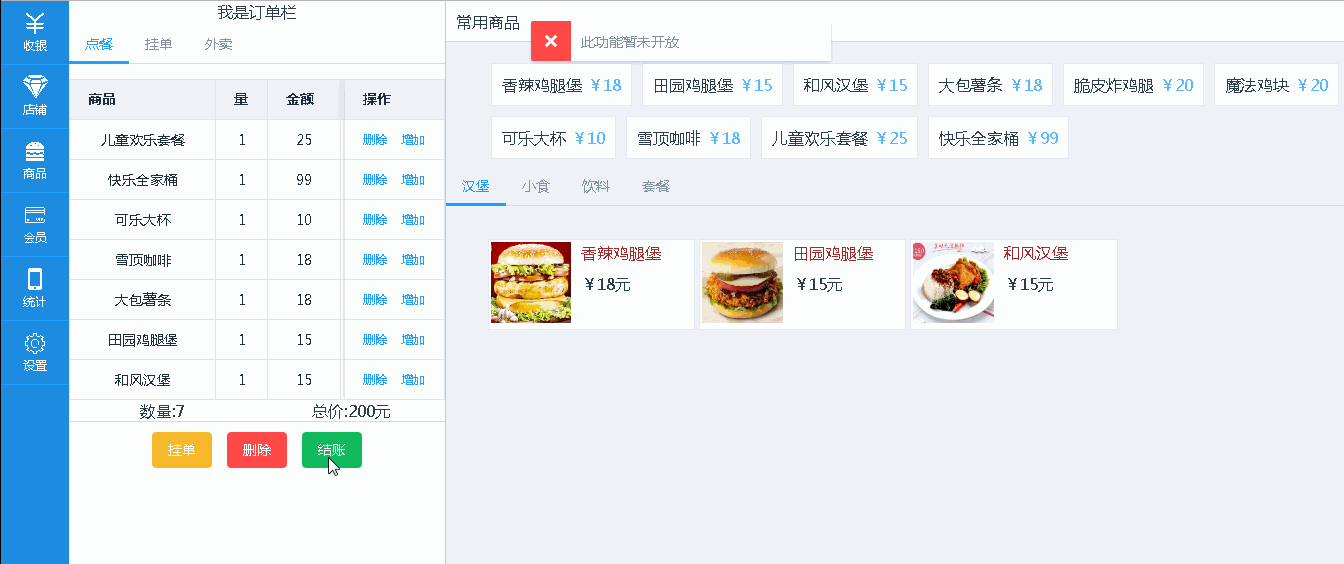 收银
店铺
商品
会员
统计
设置
我是订单栏
点餐 挂单 外卖
商品 量 金额 操作
儿童欢乐套餐 1 25 删除 增加
快乐全家桶 1 99 删除 增加
可乐大杯 1 10 删除 增加
雪顶咖啡 1 18 删除 增加
大包薯条 1 18 删除 增加
田园鸡腿堡 1 15 删除 增加
和风汉堡 1 15 删除 增加
数量:7 总价:200元
挂单 删除 结账
常用商品
此功能暂未开放
香辣鸡腿堡 ￥18 田园鸡腿堡 ￥15 和风汉堡 ￥15 大包薯条 ￥18 脆皮炸鸡腿 ￥20 魔法鸡块 ￥20
可乐大杯 ￥10 雪顶咖啡 ￥18 儿童欢乐套餐 ￥25 快乐全家桶 ￥99
汉堡 小食 饮料 套餐
香辣鸡腿堡 田园鸡腿堡 和风汉堡
￥18元 ￥15元 ￥15元